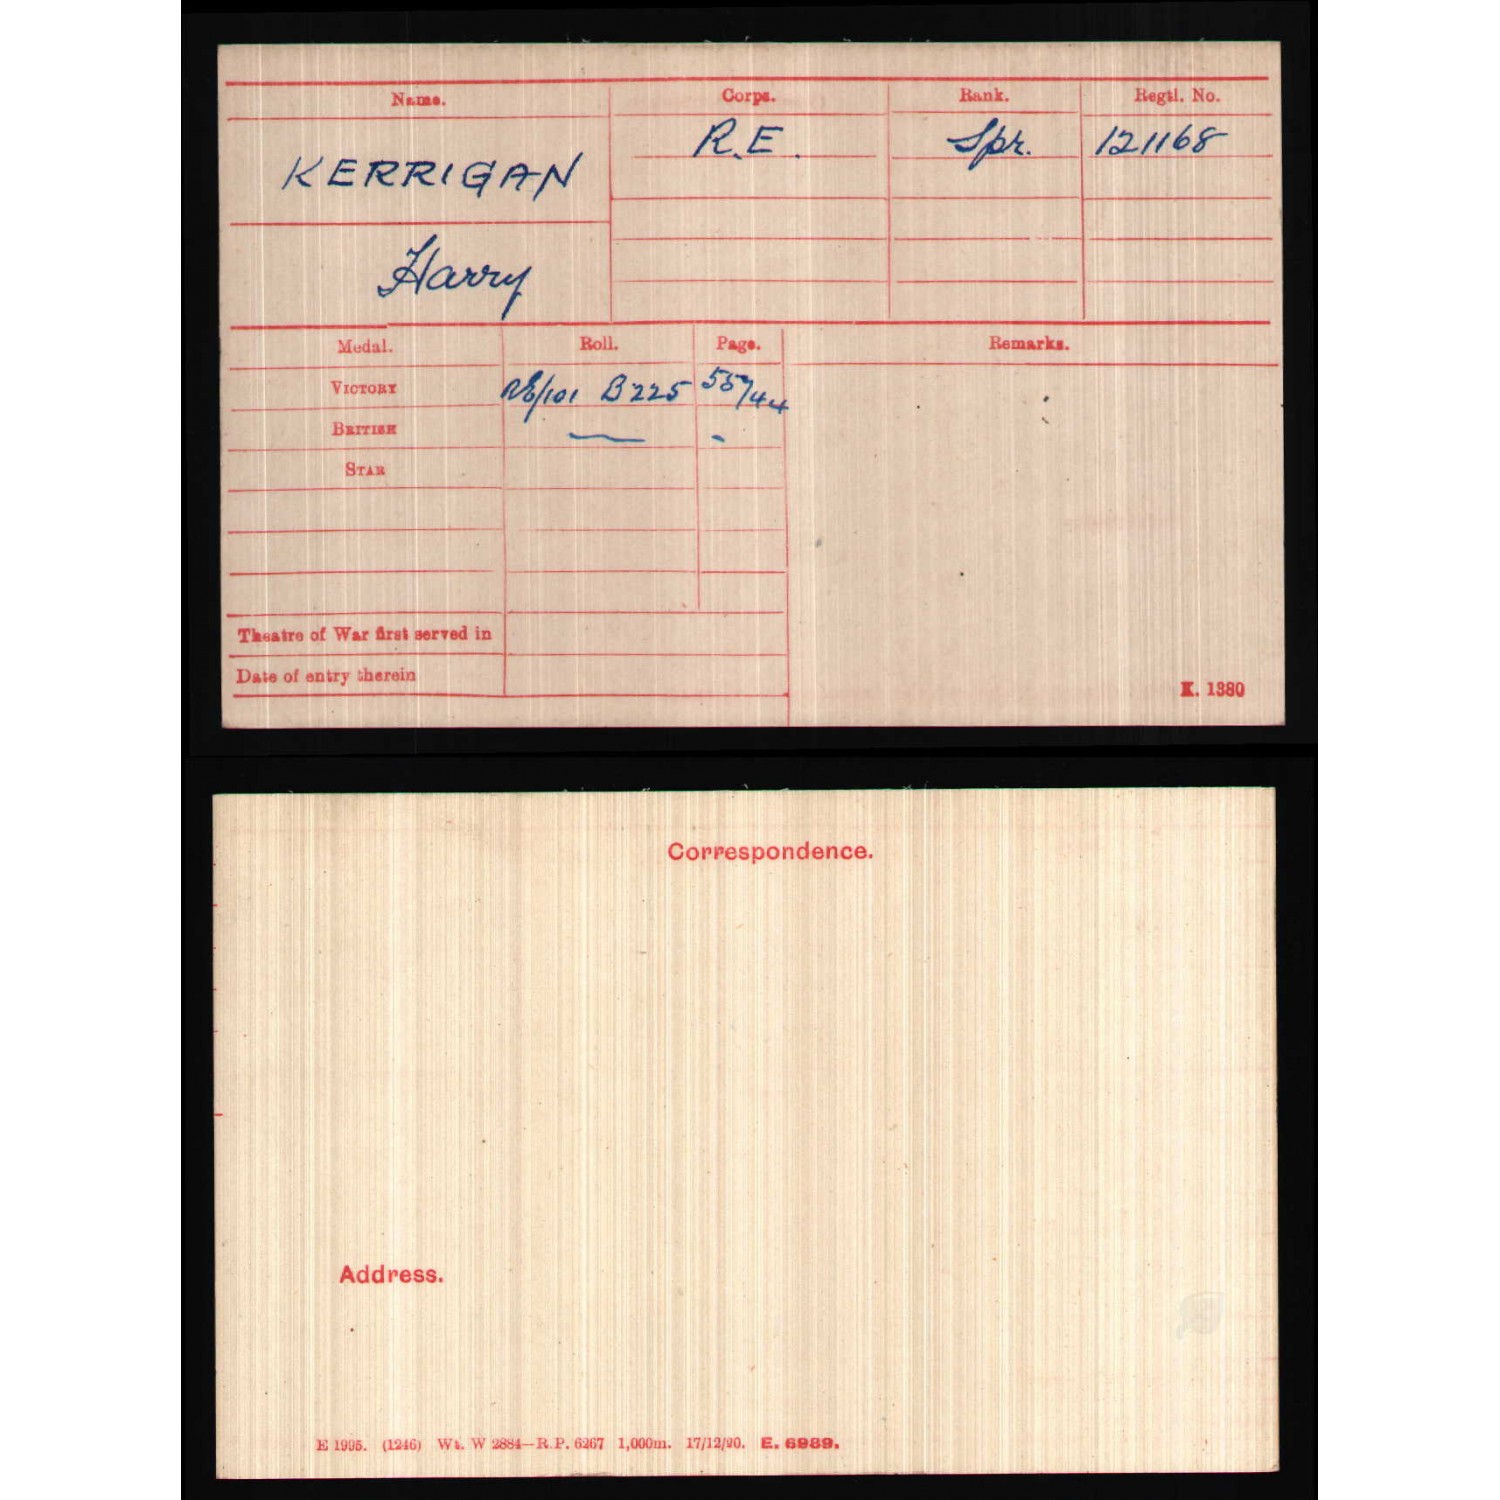 Name. Corps. Rank. Regtl. No.
KERRIGAN R.E. Spr. 121168
Harry
Medal. Roll. Page. Remarks.
VICTORY RE/101 B225
BRITISH
STAR
Theatre of War first served in
Date of entry therein
K. 1380
Correspondence.
Address.
E 1995. (1246) Wt. W 2884—R.P. 6267 1,000m. 17/12/20. E. 6989.